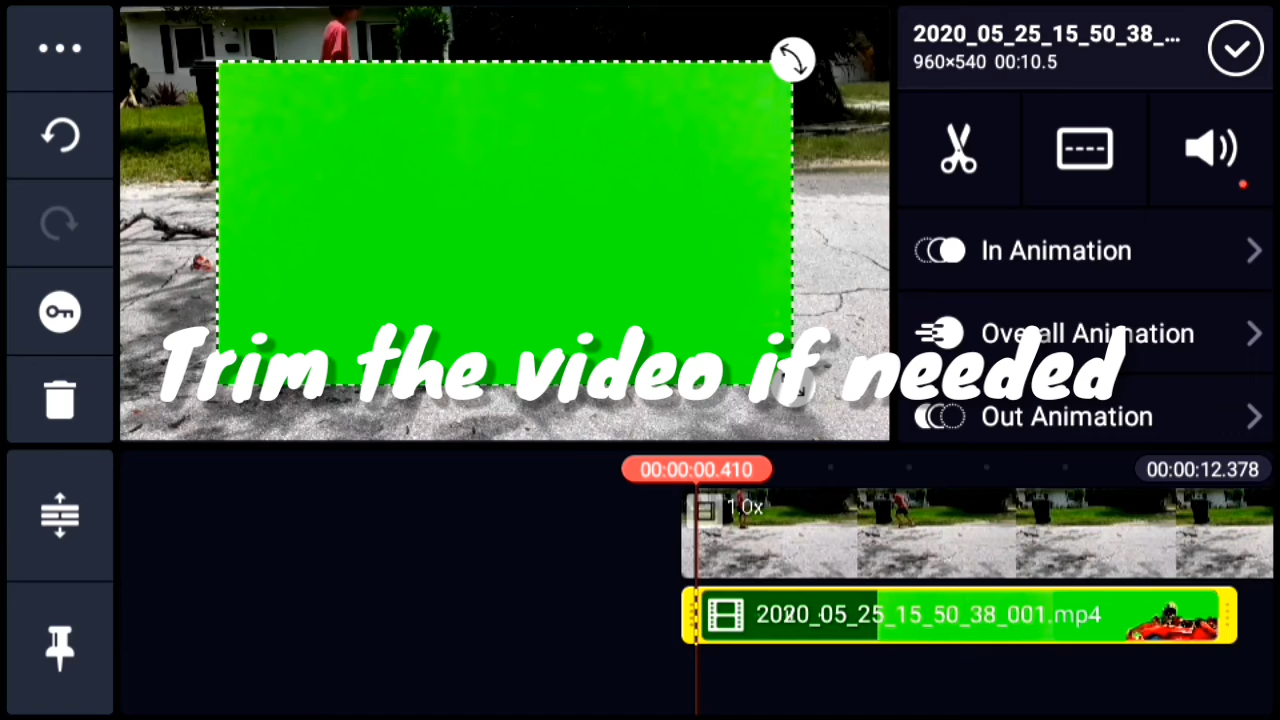 2020_05_25_15_50_38_...
960×540 00:10.5
In Animation
Overall Animation
Out Animation
Trim the video if needed
00:00:00.410
00:00:12.378
1.0x
2020_05_25_15_50_38_001.mp4